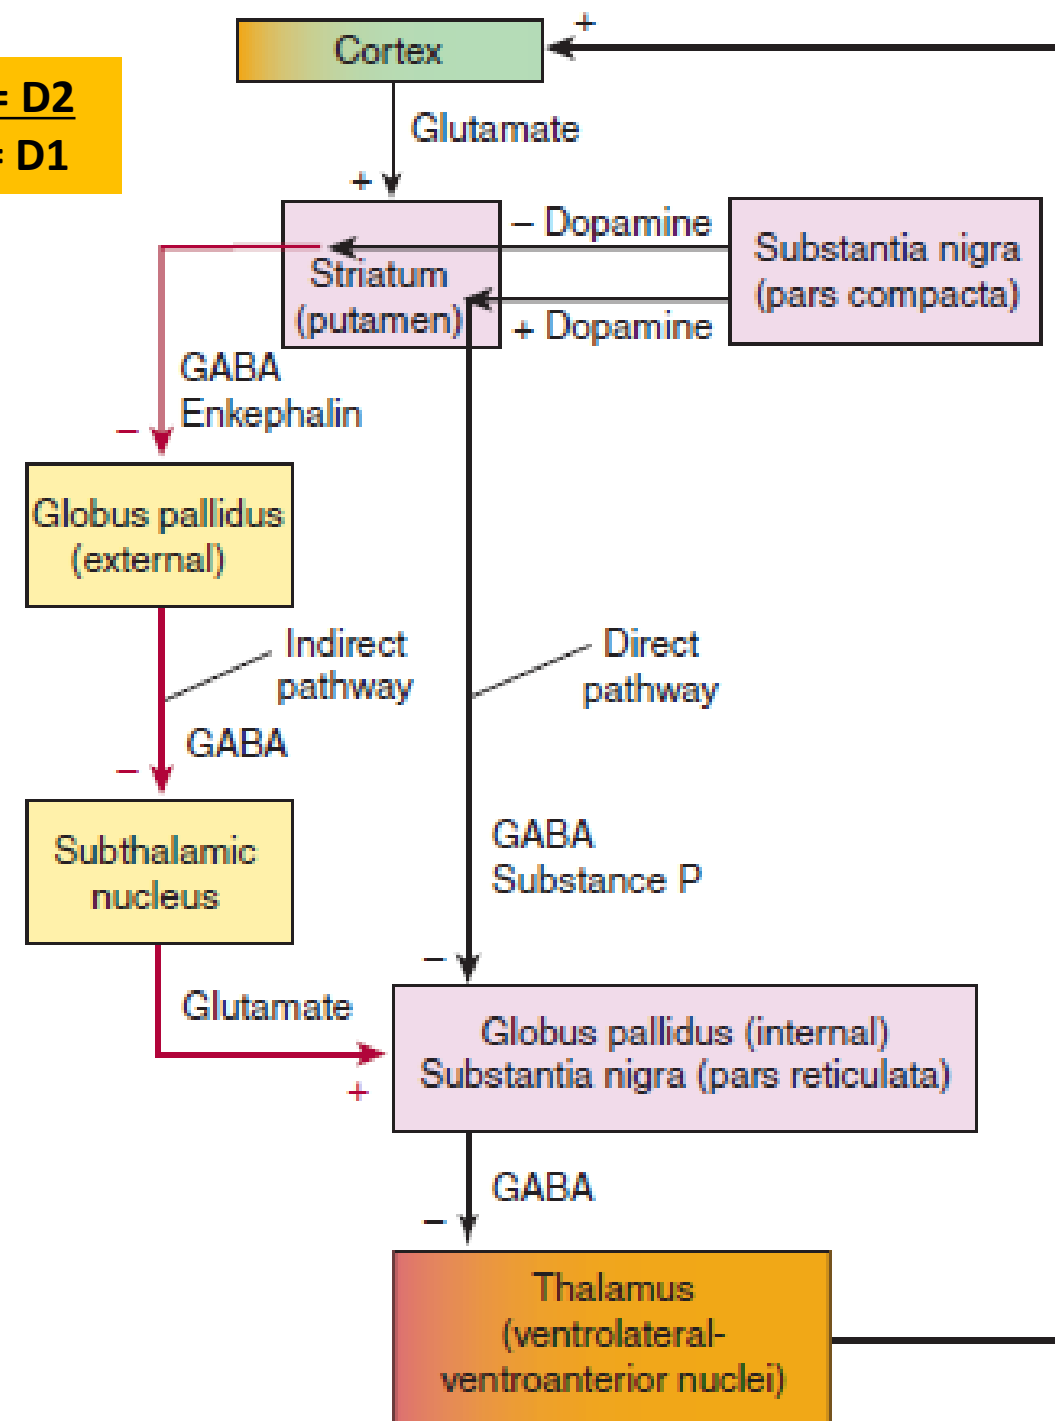 +
Cortex
= D2
= D1
Glutamate
+
– Dopamine
Substantia nigra
(pars compacta)
Striatum
(putamen)
+ Dopamine
GABA
Enkephalin
–
Globus pallidus
(external)
Indirect
pathway
Direct
pathway
GABA
–
Subthalamic
nucleus
GABA
Substance P
–
Glutamate
+
Globus pallidus (internal)
Substantia nigra (pars reticulata)
GABA
–
Thalamus
(ventrolateral-
ventroanterior nuclei)